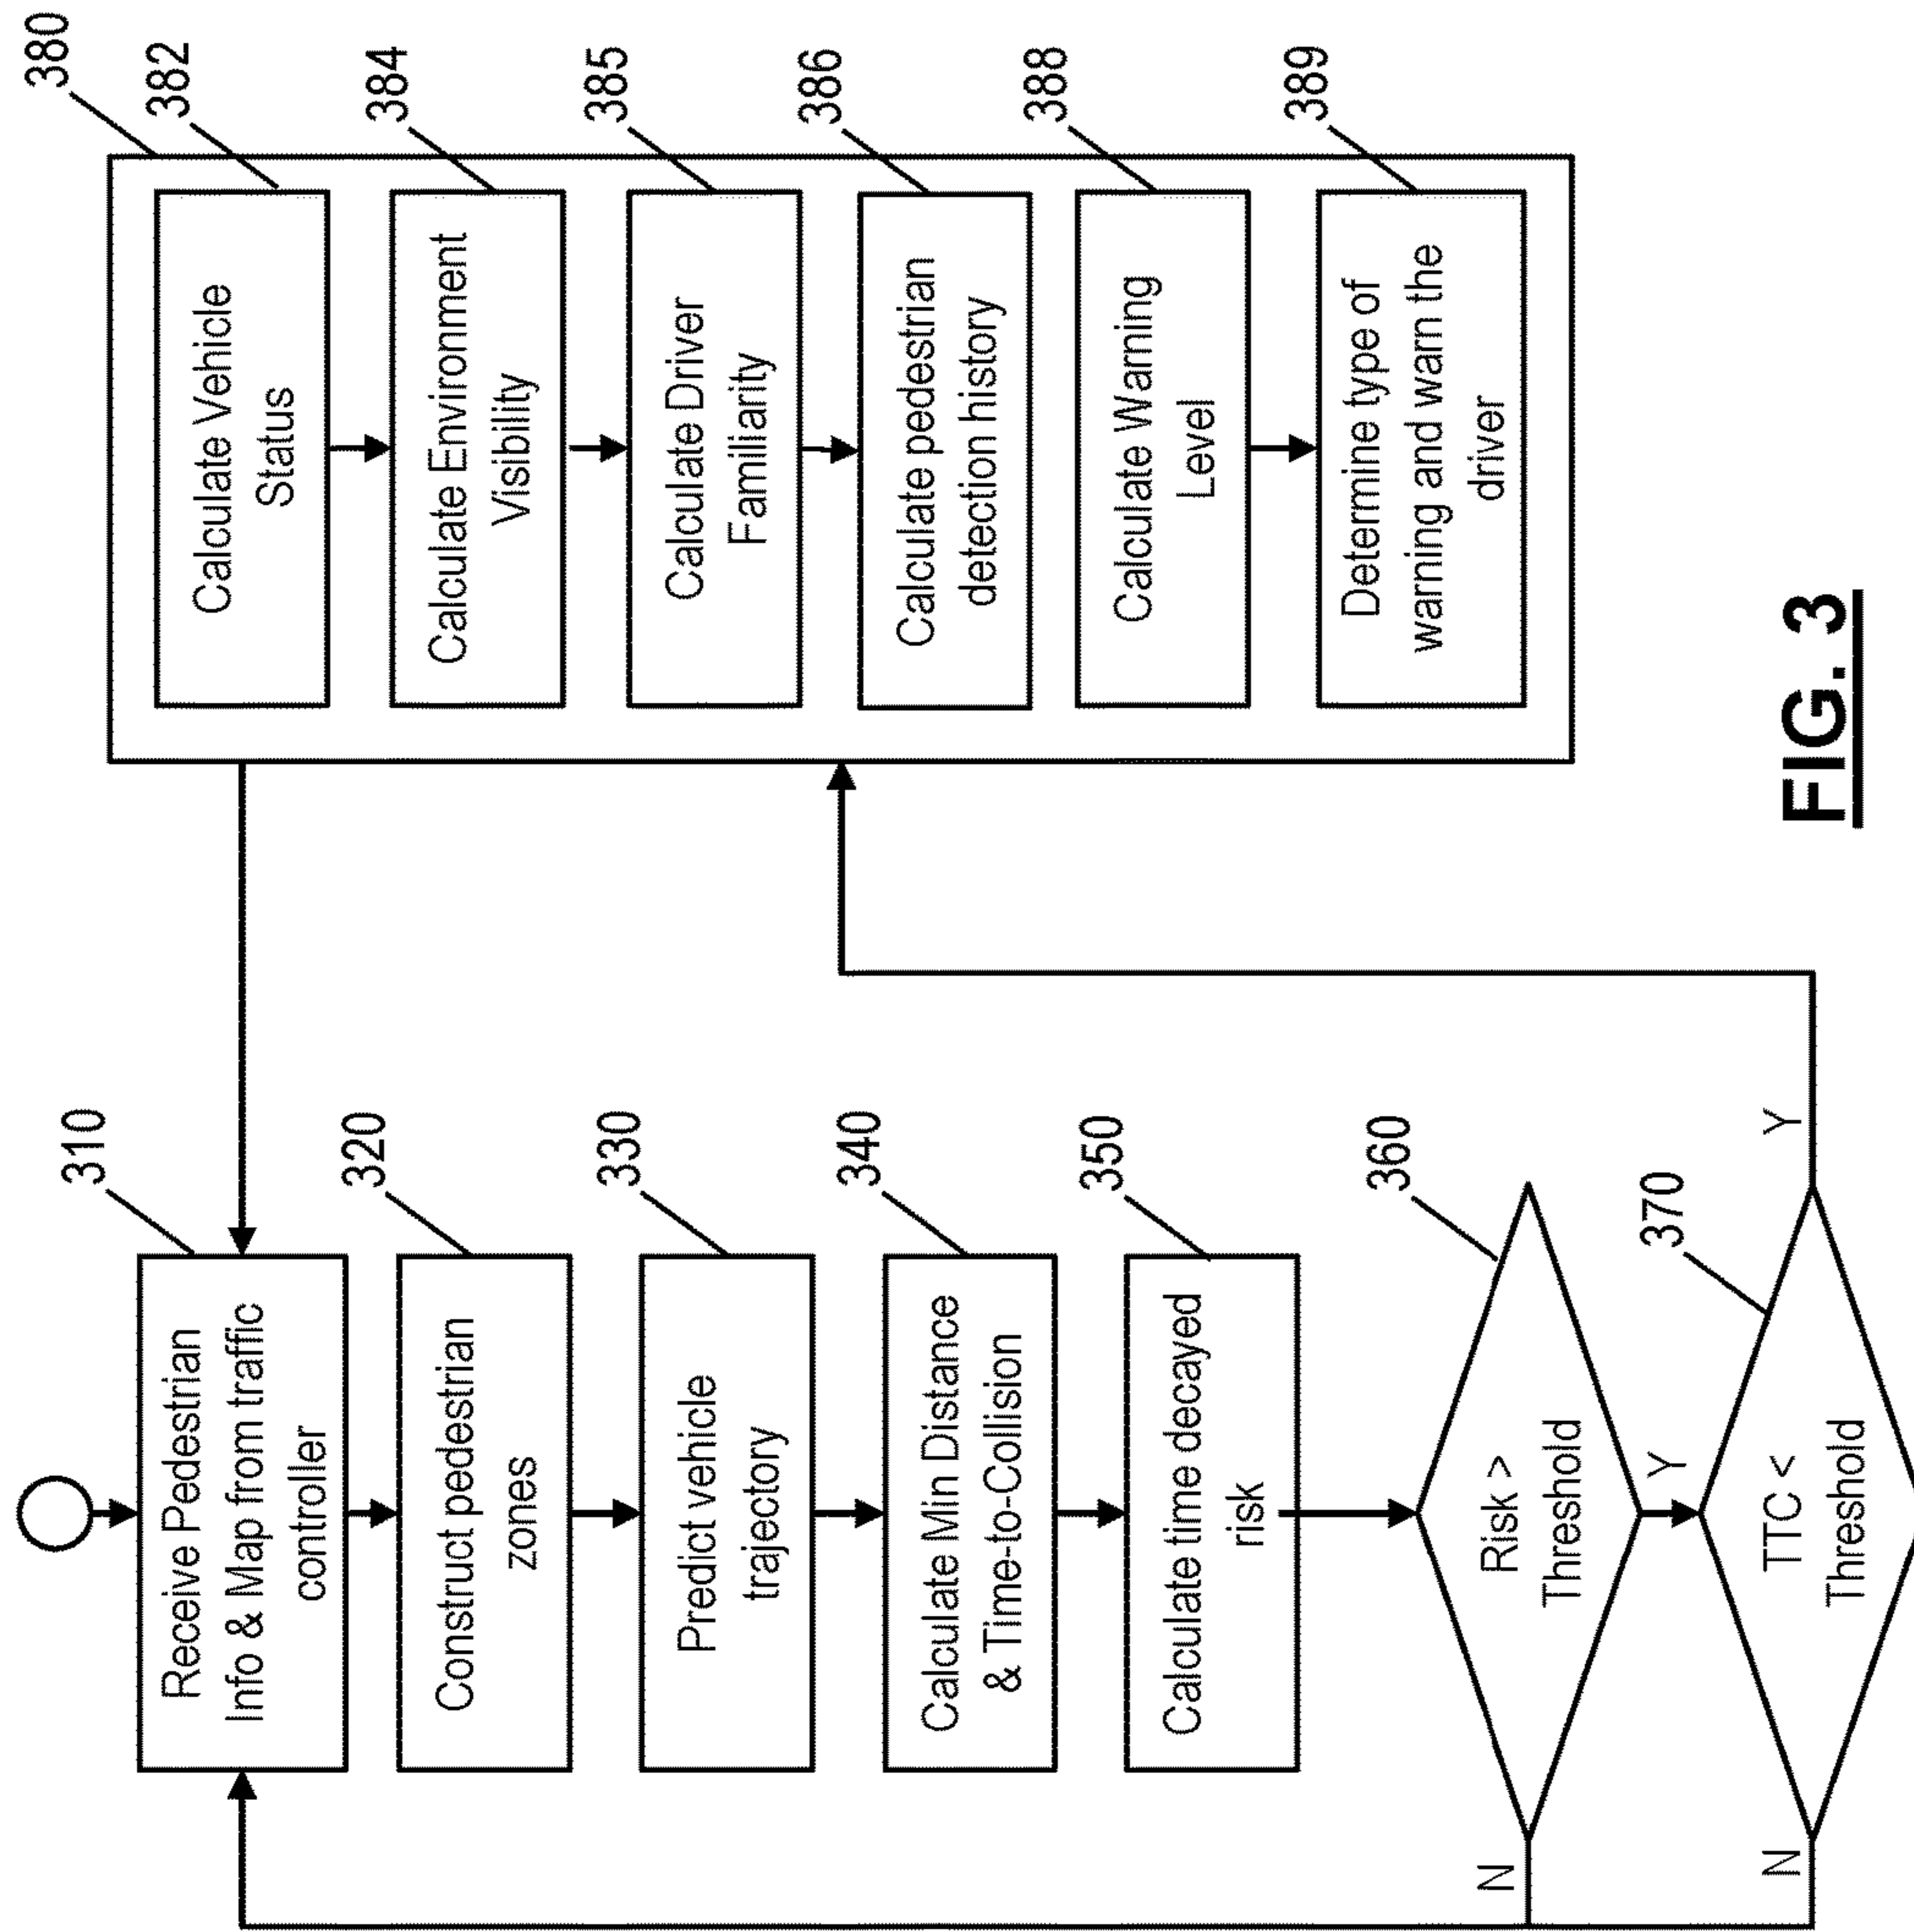 310
Receive Pedestrian
Info & Map from traffic
controller
320
Construct pedestrian
zones
330
Predict vehicle
trajectory
340
Calculate Min Distance
& Time-to-Collision
350
Calculate time decayed
risk
360
Risk >
Threshold
N
Y
370
TTC <
Threshold
N
Y
380
382
Calculate Vehicle
Status
384
Calculate Environment
Visibility
385
Calculate Driver
Familiarity
386
Calculate pedestrian
detection history
388
Calculate Warning
Level
389
Determine type of
warning and warn the
driver
FIG. 3